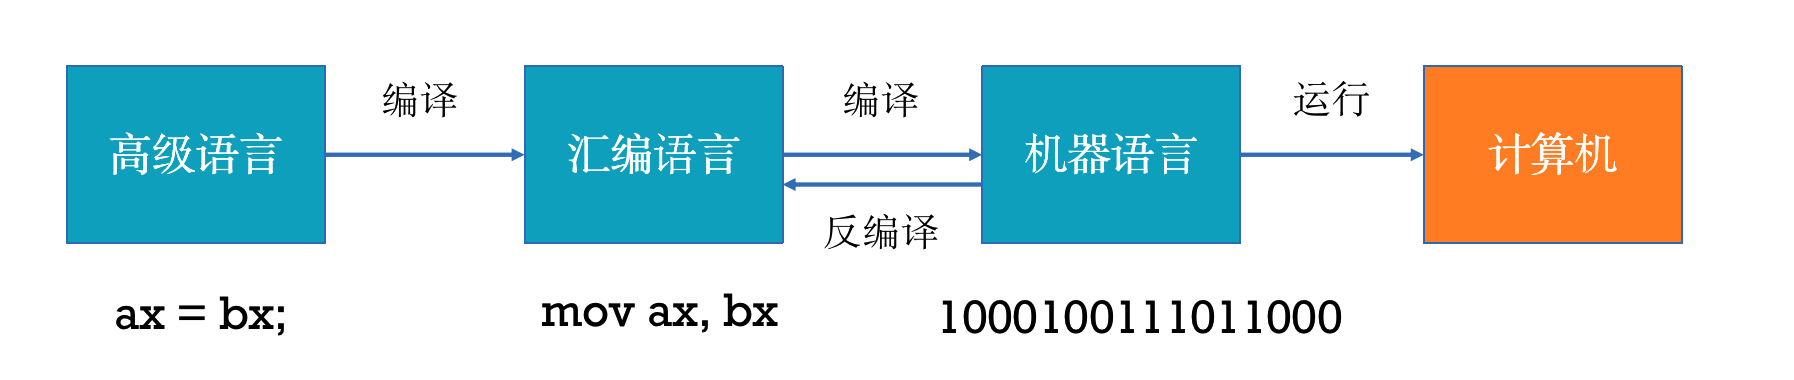 编译
编译
运行
高级语言
汇编语言
机器语言
计算机
反编译
ax = bx;
mov ax, bx
1000100111011000